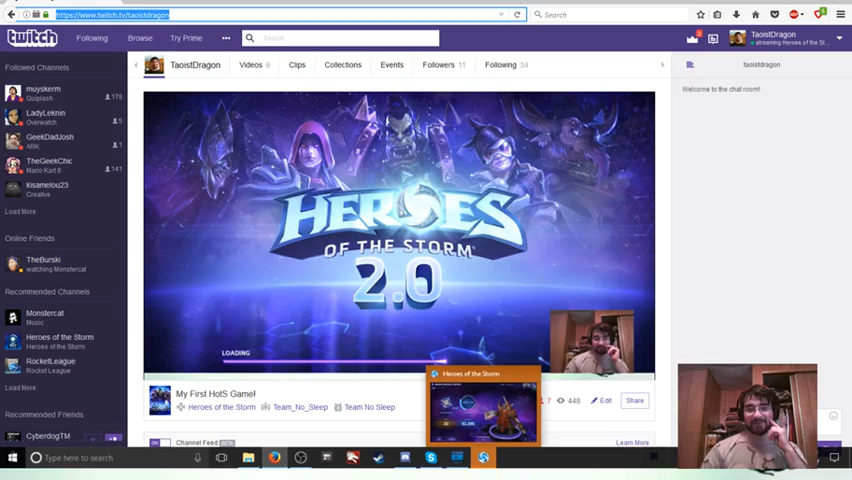 https://www.twitch.tv/taoistdragon
Search
twitch
Following
Browse
Try Prime
Search
2
TaoistDragon
streaming Heroes of the St...
Followed Channels
muyskerm
Quiplash
178
LadyLeknin
Overwatch
5
GeekDadJosh
ARK
1
TheGeekChic
Mario Kart 8
141
kisamelou23
Creative
Load More
Online Friends
TheBurski
watching Monstercat
Recommended Channels
Monstercat
Music
Heroes of the Storm
Heroes of the Storm
RocketLeague
Rocket League
Load More
Recommended Friends
CyberdogTM
TaoistDragon
Videos 9
Clips
Collections
Events
Followers 11
Following 34
HEROES
OF THE STORM
2.0
LOADING
My First HotS Game!
Heroes of the Storm
Team_No_Sleep
Team No Sleep
7
448
Edit
Share
ON
Channel Feed BETA
Learn More
Heroes of the Storm
taoistdragon
Welcome to the chat room!
Type here to search